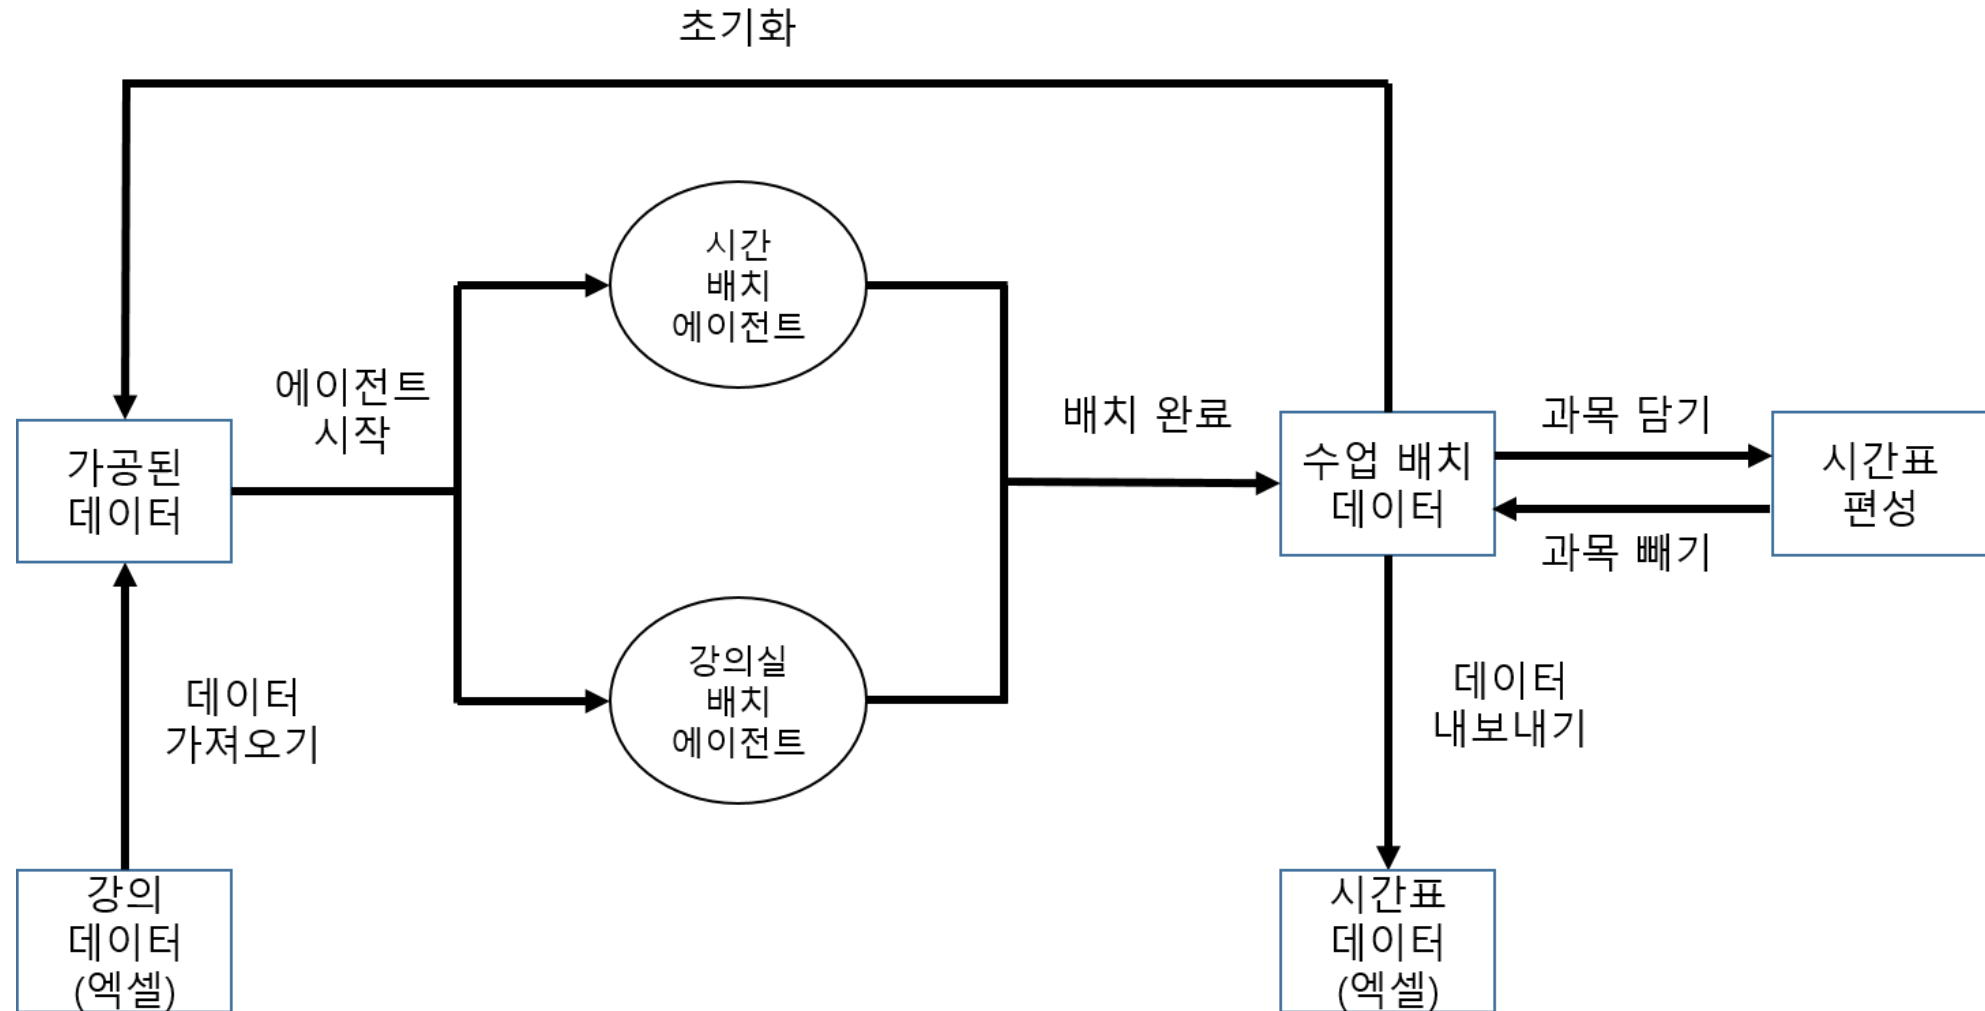 초기화
시간
배치
에이전트
에이전트
시작
배치 완료
과목 담기
가공된
데이터
수업 배치
데이터
시간표
편성
과목 빼기
강의실
배치
에이전트
데이터
가져오기
데이터
내보내기
강의
데이터
(엑셀)
시간표
데이터
(엑셀)